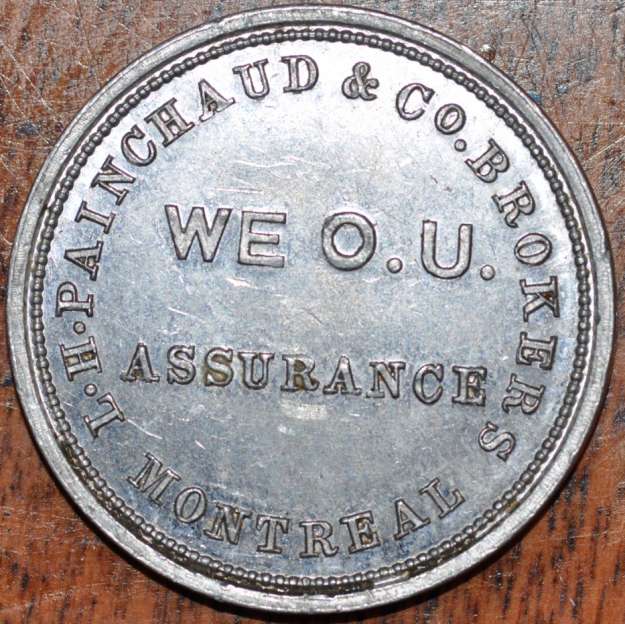 L.H. PAINCHAUD & CO. BROKERS
WE O.U.
ASSURANCE
MONTREAL